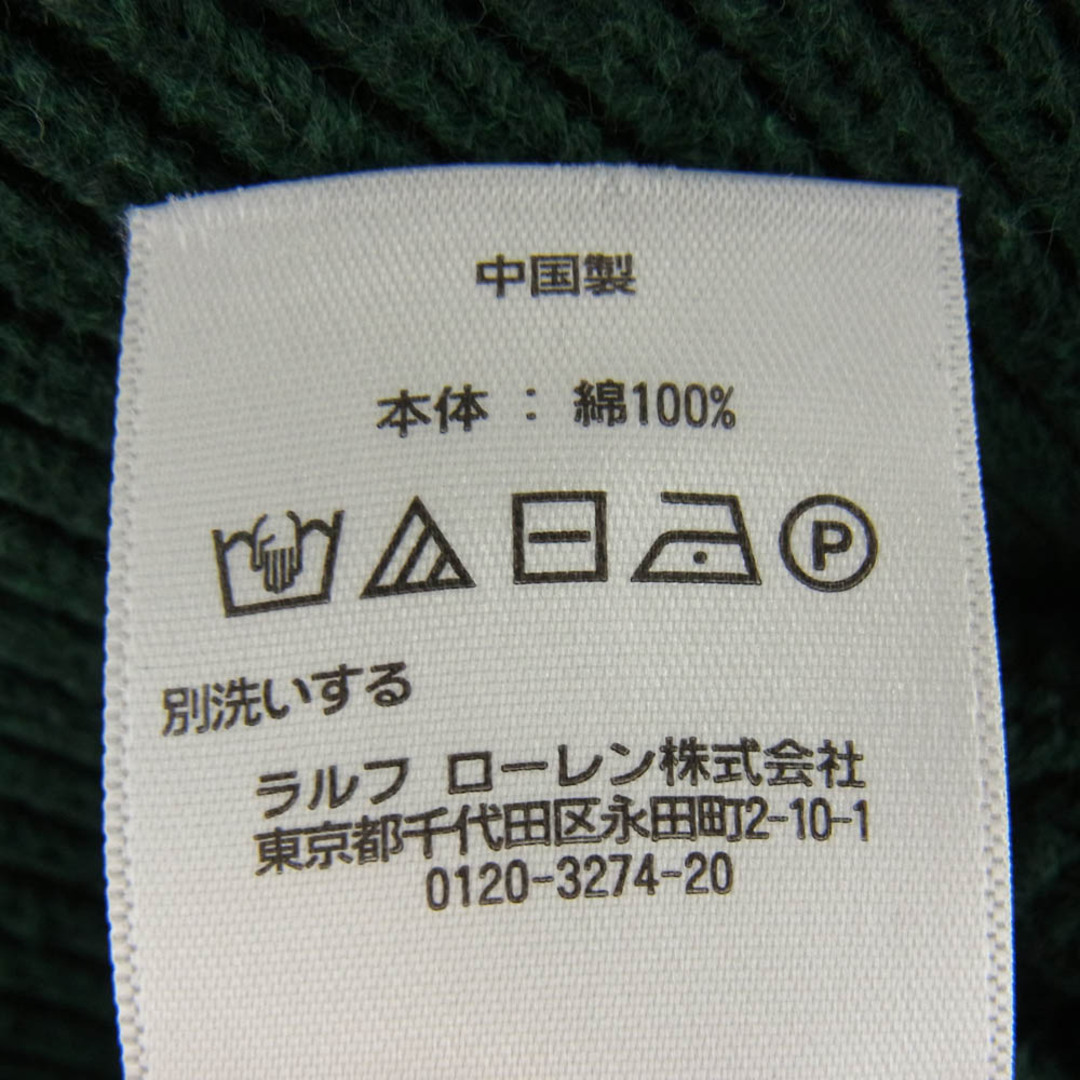 中国製
本体 : 綿100%
P
別洗いする
ラルフ ローレン株式会社
東京都千代田区永田町2-10-1
0120-3274-20